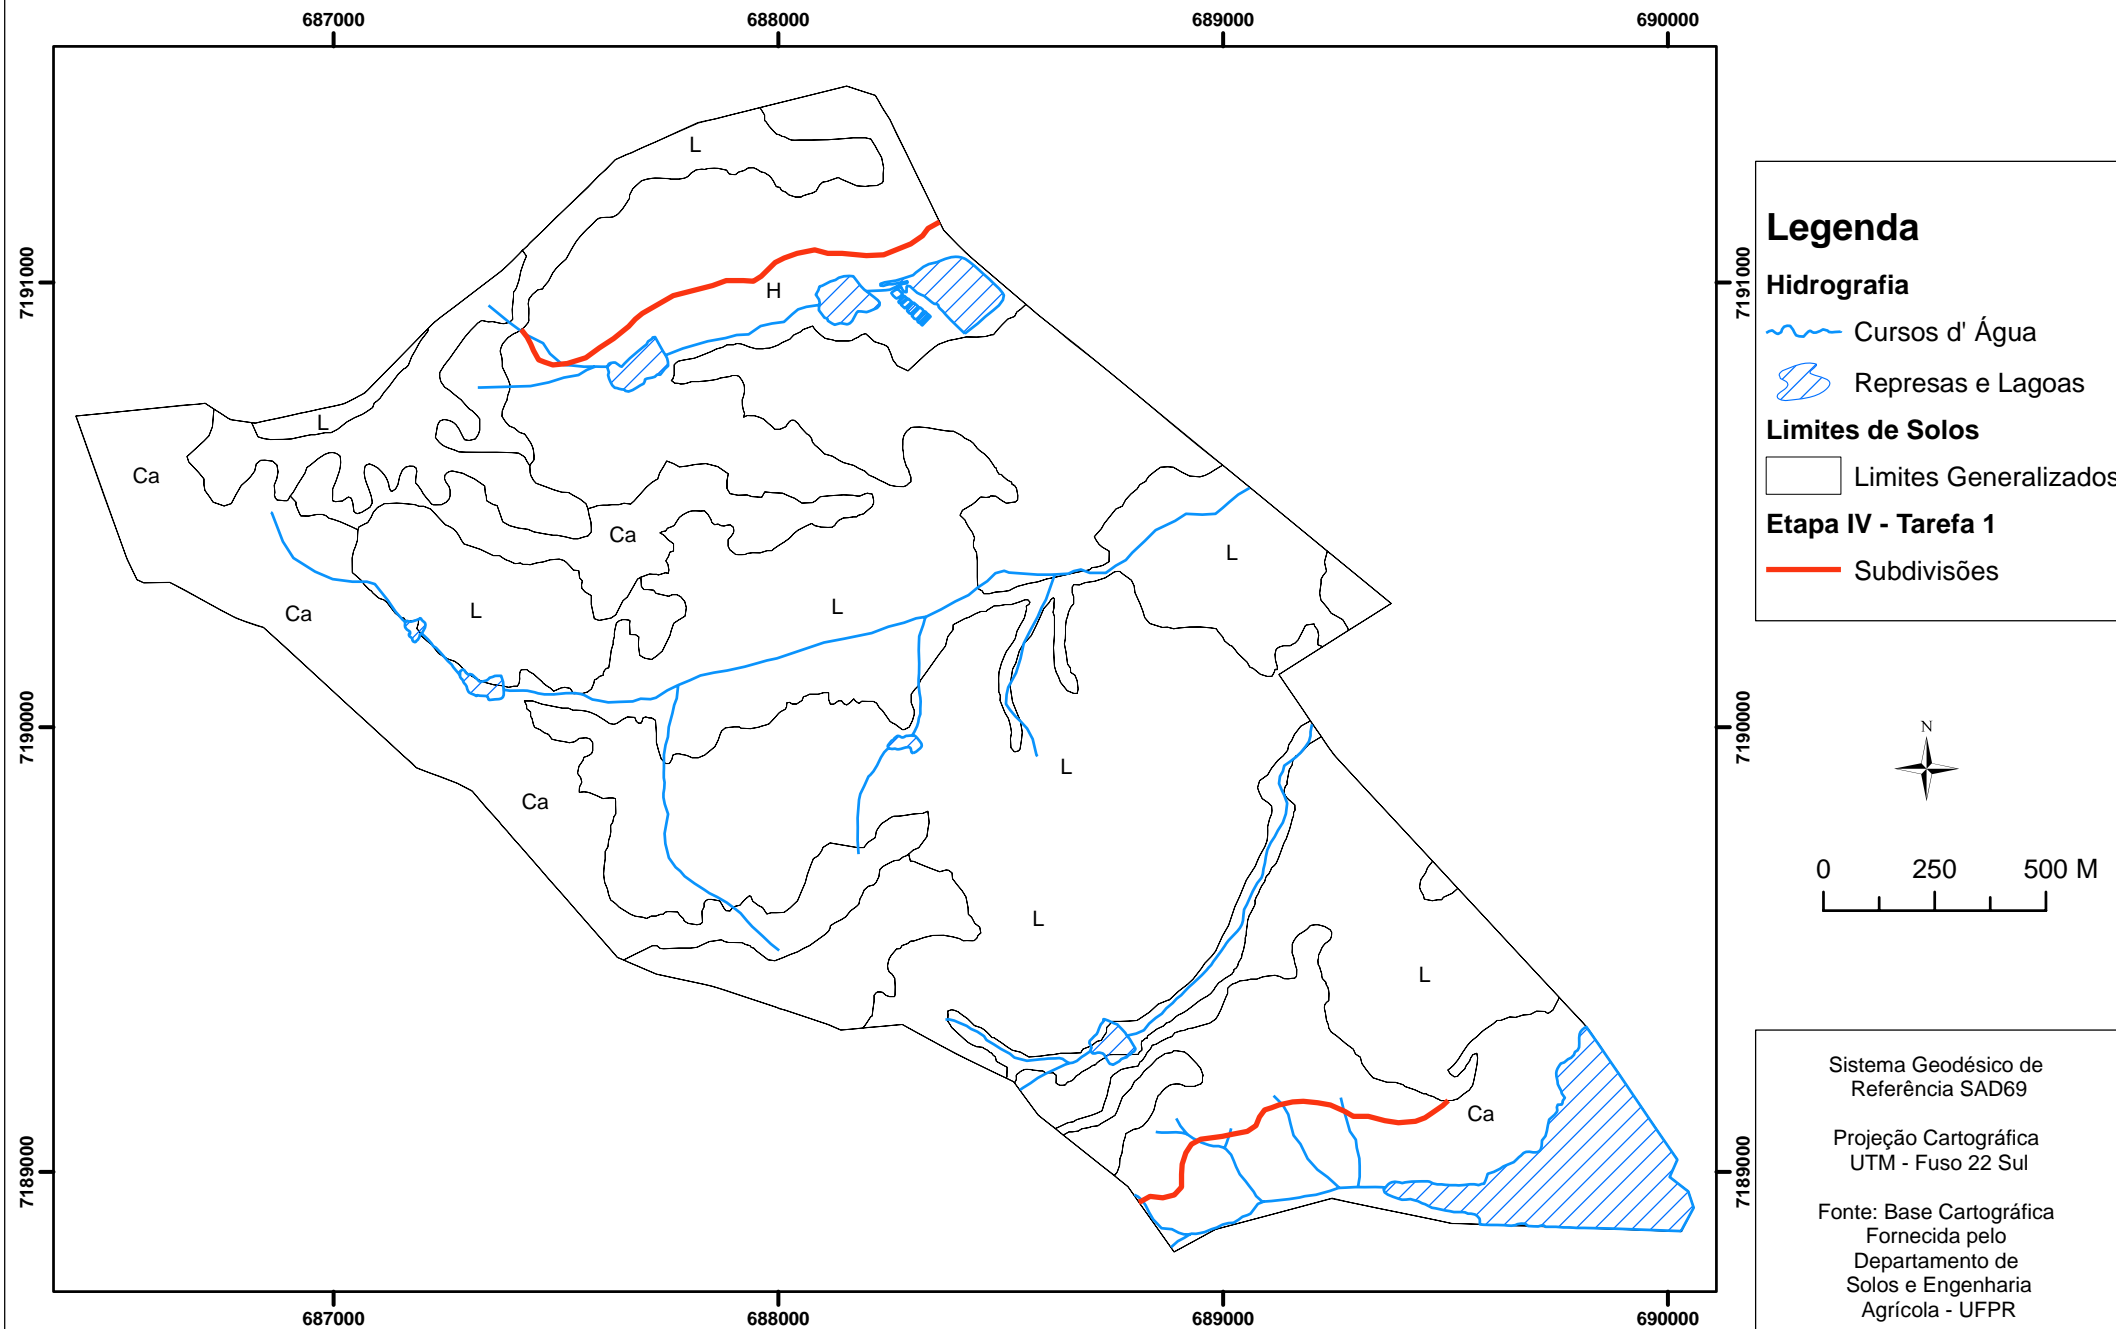 687000 688000 689000 690000
7191000
7190000
7189000
L
H
L
Ca
Ca
L
L
L
Ca
Ca
L
L
L
Ca
7191000
7190000
7189000
687000 688000 689000 690000
Legenda
Hidrografia
Cursos d' Água
Represas e Lagoas
Limites de Solos
Limites Generalizados
Etapa IV - Tarefa 1
Subdivisões
N
0 250 500 M
Sistema Geodésico de
Referência SAD69
Projeção Cartográfica
UTM - Fuso 22 Sul
Fonte: Base Cartográfica
Fornecida pelo
Departamento de
Solos e Engenharia
Agrícola - UFPR